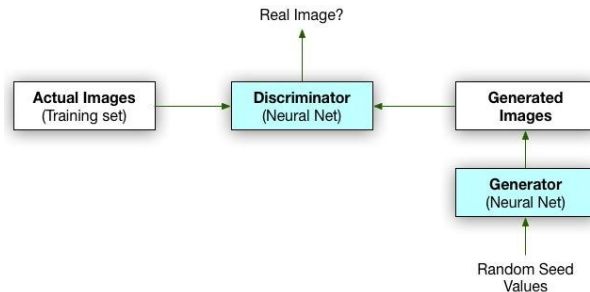 Real Image?
Actual Images
(Training set)
Discriminator
(Neural Net)
Generated
Images
Generator
(Neural Net)
Random Seed
Values